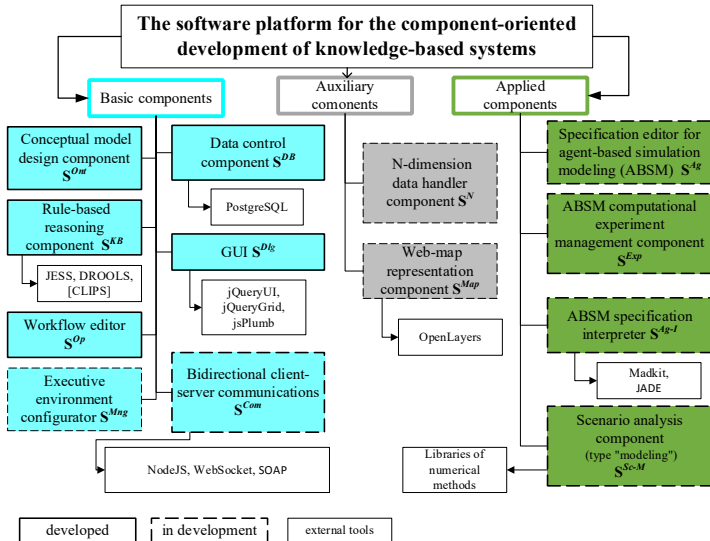 The software platform for the component-oriented
development of knowledge-based systems
Basic components
Auxiliary
comonents
Applied
components
Conceptual model
design component
S^Ont
Data control
component S^DB
PostgreSQL
Rule-based
reasoning
component S^KB
JESS, DROOLS,
[CLIPS]
GUI S^Dlg
jQueryUI,
jQueryGrid,
jsPlumb
Workflow editor
S^Op
Executive
environment
configurator S^Mng
Bidirectional client-
server communications
S^Com
NodeJS, WebSocket, SOAP
N-dimension
data handler
component S^N
Web-map
representation
component S^Map
OpenLayers
Specification editor for
agent-based simulation
modeling (ABSM) S^Ag
ABSM computational
experiment
management component
S^Exp
ABSM specification
interpreter S^Ag-I
Madkit,
JADE
Scenario analysis
component
(type "modeling")
S^Sc-M
Libraries of
numerical
methods
developed
in development
external tools